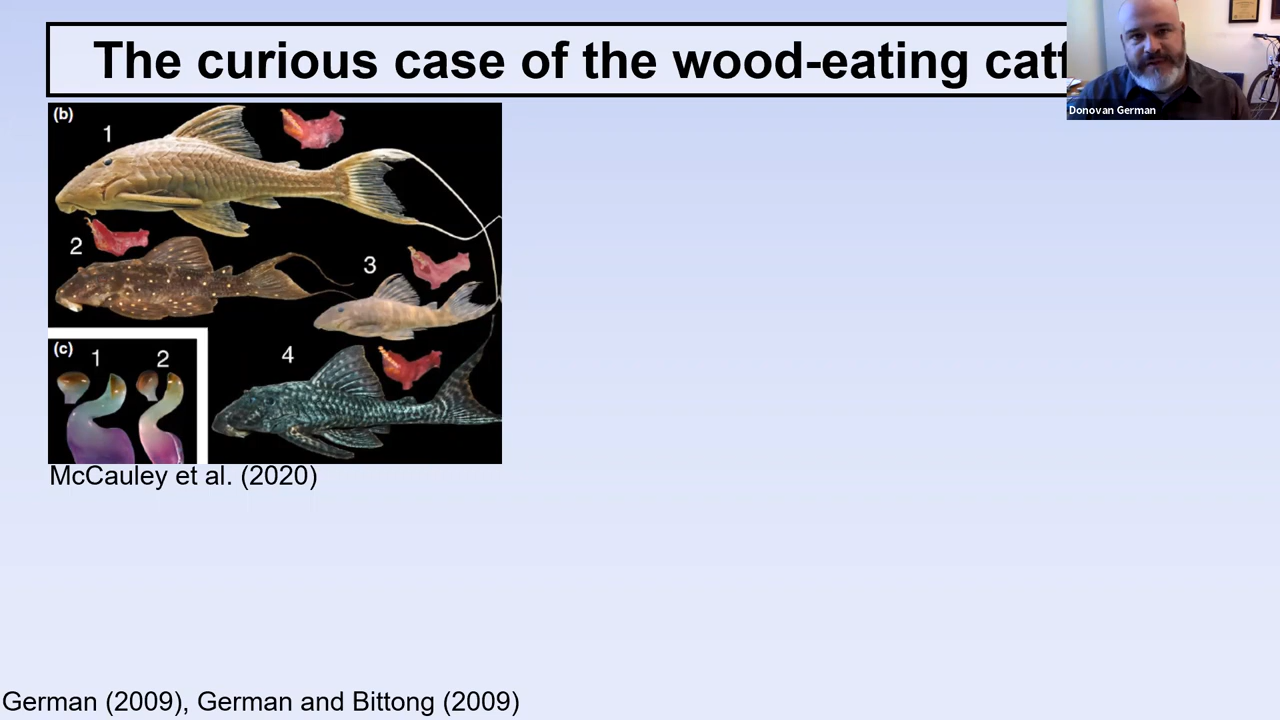 The curious case of the wood-eating catf
Donovan German
(b)
1
2
3
4
(c)
1
2
McCauley et al. (2020)
German (2009), German and Bittong (2009)